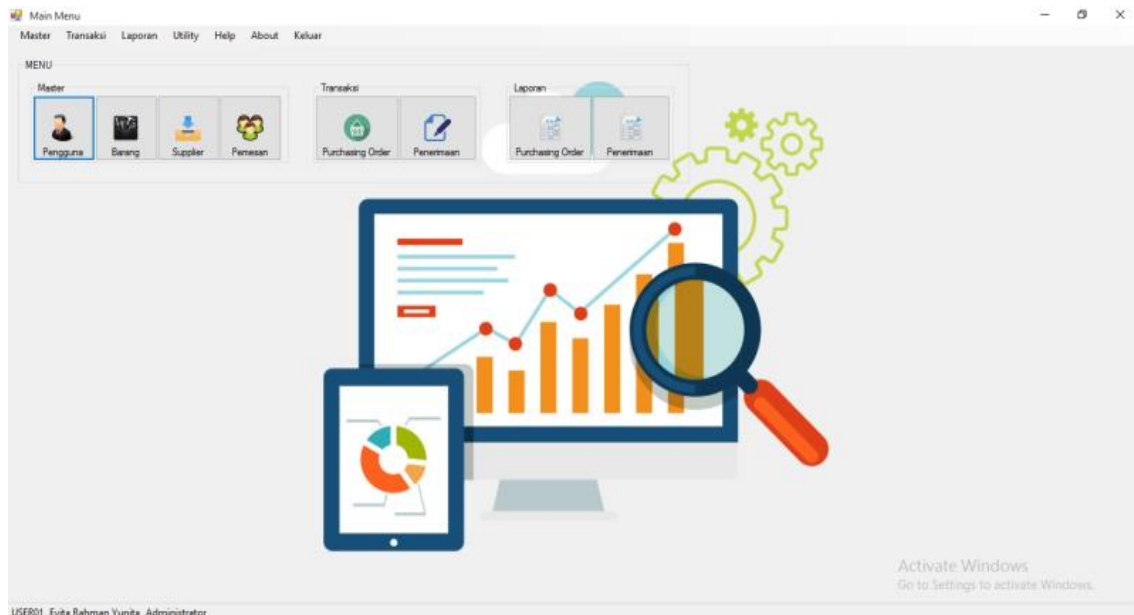 Main Menu
Master Transaksi Laporan Utility Help About Keluar
MENU
Master Transaksi Laporan
Pengguna Barang Supplier Pemesan Purchasing Order Penerimaan Purchasing Order Penerimaan
Activate Windows
Go to Settings to activate Windows.
USER01 Evita Rahman Yunita Administrator